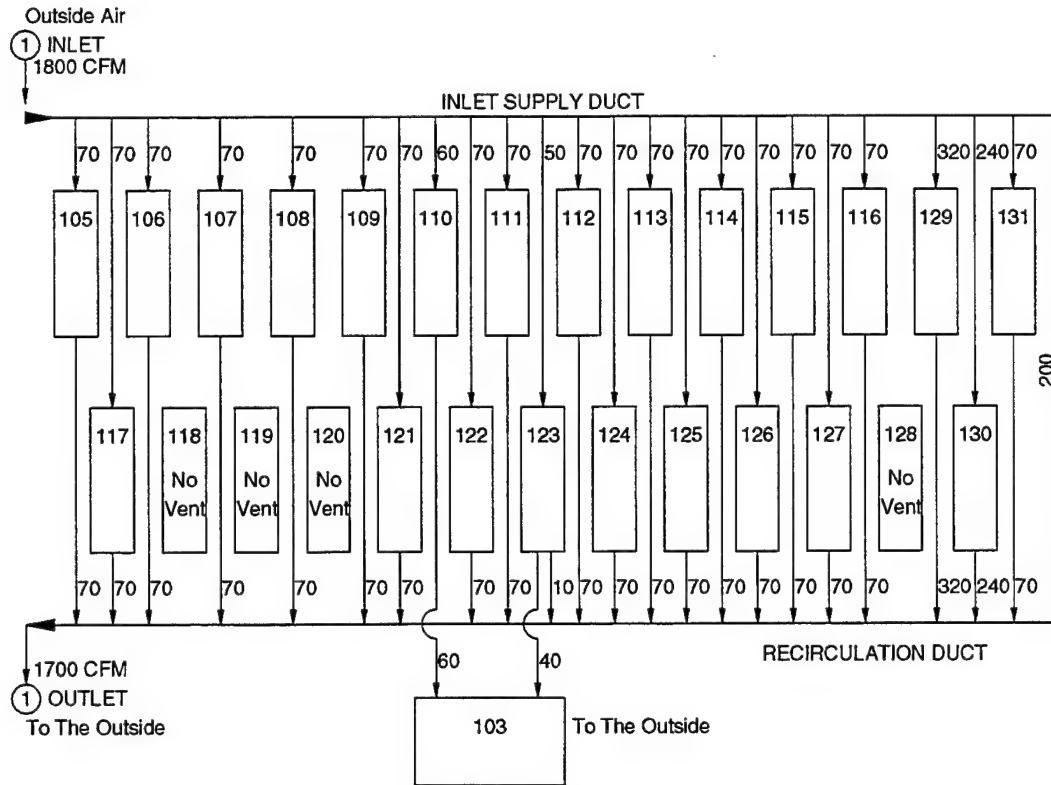 Outside Air
1 INLET
1800 CFM
INLET SUPPLY DUCT
70 70 70 70 70 70 70 60 70 70 50 70 70 70 70 70 70 70 70 70 320 240 70
105 106 107 108 109 110 111 112 113 114 115 116 129 131
200
117 118 119 120 121 122 123 124 125 126 127 128 130
No No No No
Vent Vent Vent Vent
70 70 70 70 70 70 70 70 70 10 70 70 70 70 70 70 70 70 70 320 240 70
RECIRCULATION DUCT
1700 CFM
60 40
1 OUTLET
To The Outside
103 To The Outside